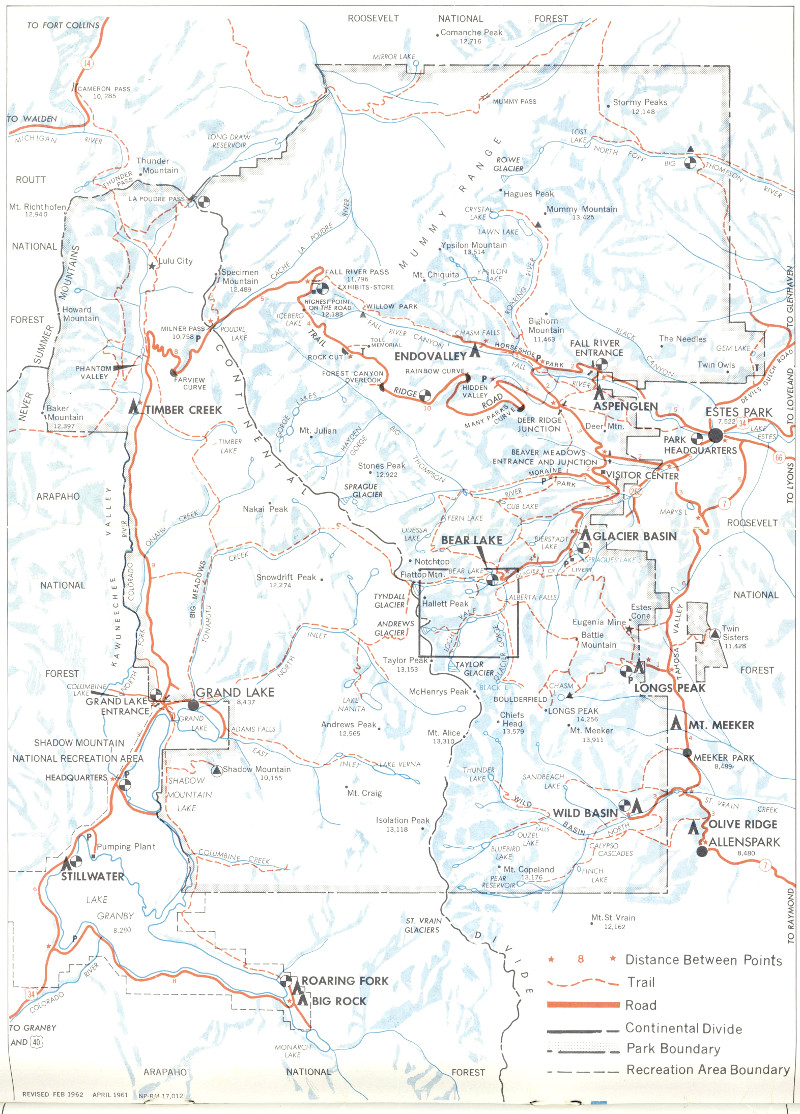 ROOSEVELT NATIONAL FOREST
TO FORT COLLINS
Comanche Peak
12,716
MIRROR LAKE
14
CAMERON PASS
10,285
MUMMY PASS
Stormy Peaks
12,148
TO WALDEN
MICHIGAN RIVER
LONG DRAW
RESERVOIR
LOST
LAKE
NORTH FORK BIG THOMPSON RIVER
Thunder
Mountain
THUNDER
PASS
ROWE
GLACIER
ROUTT
LA POUDRE PASS
Hagues Peak
Mt. Richthofen
12,940
CRYSTAL
LAKE
Mummy Mountain
13,425
LAWN LAKE
MUMMY RANGE
NATIONAL
Ypsilon Mountain
13,514
YPSILON
LAKE
Lulu City
CACHE LA POUDRE RIVER
FALL RIVER PASS
11,796
EXHIBITS-STORE
Mt. Chiquita
ROARING RIVER
Specimen
Mountain
12,489
HIGHEST POINT
ON THE ROAD
12,183
WILLOW PARK
Howard
Mountain
FOREST
NEVER SUMMER MOUNTAINS
ICEBERG
LAKE
FALL RIVER CANYON
CHASM FALLS
Bighorn
Mountain
11,463
BLACK CANYON
The Needles
GEM LAKE
TO GLENHAVEN
MILNER PASS
10,758
P
POUDRE
LAKE
TRAIL
TOLL
MEMORIAL
ROCK CUT
ENDOVALLEY
HORSESHOE PARK
FALL RIVER
ENTRANCE
Twin Owls
DEVILS GULCH ROAD
PHANTOM
VALLEY
FARVIEW
CURVE
FOREST CANYON
OVERLOOK
RAINBOW CURVE
P
HIDDEN
VALLEY
FALL RIVER
RIDGE
ROAD
10
MANY PARKS
CURVE
ASPENGLEN
TO LOVELAND
Baker
Mountain
12,397
TIMBER CREEK
CONTINENTAL
GORGE LAKES
HAYDEN
GORGE
BIG THOMPSON
DEER RIDGE
JUNCTION
Deer Mtn.
ESTES PARK
7,522
34
LAKE
ESTES
Mt. Julian
PARK
HEADQUARTERS
TIMBER
LAKE
BEAVER MEADOWS
ENTRANCE AND JUNCTION
66
Stones Peak
12,922
MORAINE PARK
P
VISITOR CENTER
TO LYONS
ARAPAHO
SPRAGUE
GLACIER
RIVER
CUB LAKE
Nakai Peak
FERN LAKE
MARYS L.
7
ROOSEVELT
ONAHU CREEK
ODESSA
LAKE
BEAR LAKE
BIERSTADT
LAKE
GLACIER BASIN
KAWUNEECHEE VALLEY
Notchtop
P
SPRAGUES LAKE
CREEK
Flattop Mtn.
BEAR LAKE
NATIONAL
COLORADO RIVER
BIG MEADOWS
TONAHUTU
Snowdrift Peak
12,274
TYNDALL
GLACIER
Hallett Peak
ALBERTA FALLS
NATIONAL
Estes
Cone
ANDREWS
GLACIER
LOCH VALE
Eugenia Mine
Battle
Mountain
Twin
Sisters
11,428
NORTH INLET
Taylor Peak
13,153
TAYLOR
GLACIER
TAHOSA VALLEY
FOREST
FOREST
P
LONGS PEAK
COLUMBINE
LAKE
NORTH FORK
GRAND LAKE
8,437
McHenrys Peak
BLACK
BOULDERFIELD
CHASM
GRAND LAKE
ENTRANCE
LAKE
NANITA
LONGS PEAK
14,256
Chiefs
Head
13,579
Mt. Meeker
13,911
GRAND
LAKE
ADAMS FALLS
Andrews Peak
12,565
Mt. Alice
13,310
MT. MEEKER
SHADOW MOUNTAIN
NATIONAL RECREATION AREA
EAST INLET
LAKE VERNA
MEEKER PARK
8,489
HEADQUARTERS
P
Shadow Mountain
10,155
THUNDER
LAKE
SANDBEACH
LAKE
SHADOW
MOUNTAIN
LAKE
Mt. Craig
WILD BASIN
WILD BASIN
ST. VRAIN CREEK
NORTH
OUZEL
LAKE
FALLS
OLIVE RIDGE
Isolation Peak
13,118
P
Pumping Plant
CALYPSO
CASCADES
ALLENSPARK
8,480
BLUEBIRD
LAKE
COLUMBINE CREEK
STILLWATER
Mt. Copeland
13,176
FINCH
LAKE
7
PEAR
RESERVOIR
LAKE
GRANBY
8,280
TO RAYMOND
ST. VRAIN
GLACIERS
Mt. St Vrain
12,162
P
DIVIDE
8 Distance Between Points
34
COLORADO RIVER
ROARING FORK
Trail
BIG ROCK
Road
TO GRANBY
AND 40
Continental Divide
MONARCH
LAKE
Park Boundary
ARAPAHO NATIONAL FOREST
Recreation Area Boundary
REVISED FEB 1962 APRIL 1961 NP-RM 17,012